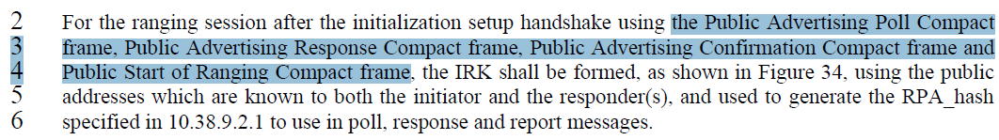 2 For the ranging session after the initialization setup handshake using the Public Advertising Poll Compact
3 frame, Public Advertising Response Compact frame, Public Advertising Confirmation Compact frame and
4 Public Start of Ranging Compact frame, the IRK shall be formed, as shown in Figure 34, using the public
5 addresses which are known to both the initiator and the responder(s), and used to generate the RPA_hash
6 specified in 10.38.9.2.1 to use in poll, response and report messages.